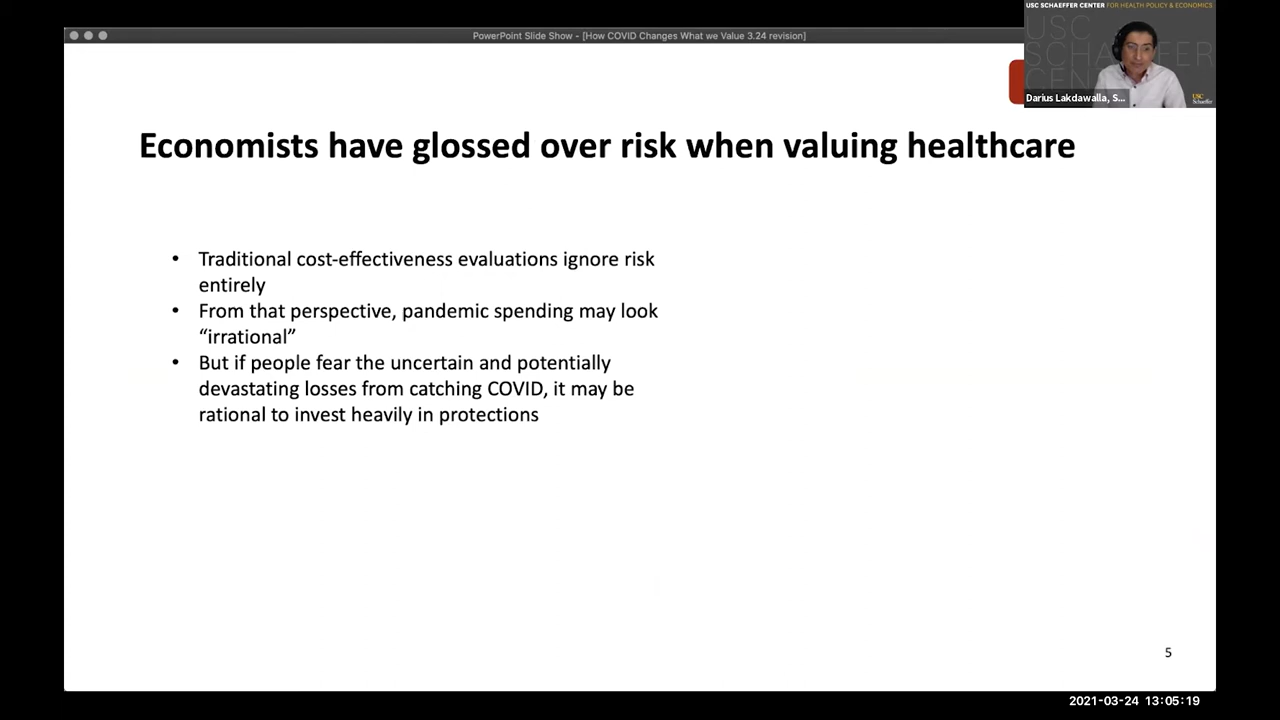 USC SCHAEFFER CENTER FOR HEALTH POLICY & ECONOMICS
PowerPoint Slide Show - [How COVID Changes What we Value 3.24 revision]
USC
SCHAEFFER
CEN
Darius Lakdawalla, S...
USC
Schaeffer
Economists have glossed over risk when valuing healthcare
• Traditional cost-effectiveness evaluations ignore risk
entirely
• From that perspective, pandemic spending may look
“irrational”
• But if people fear the uncertain and potentially
devastating losses from catching COVID, it may be
rational to invest heavily in protections
5
2021-03-24 13:05:19